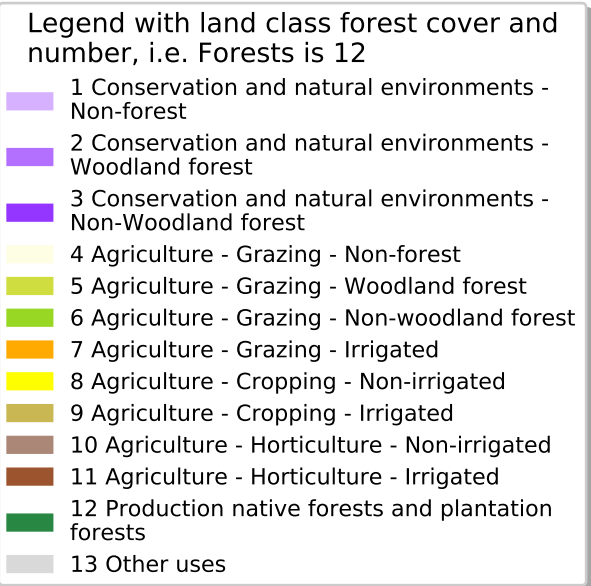 Legend with land class forest cover and
number, i.e. Forests is 12
1 Conservation and natural environments -
Non-forest
2 Conservation and natural environments -
Woodland forest
3 Conservation and natural environments -
Non-Woodland forest
4 Agriculture - Grazing - Non-forest
5 Agriculture - Grazing - Woodland forest
6 Agriculture - Grazing - Non-woodland forest
7 Agriculture - Grazing - Irrigated
8 Agriculture - Cropping - Non-irrigated
9 Agriculture - Cropping - Irrigated
10 Agriculture - Horticulture - Non-irrigated
11 Agriculture - Horticulture - Irrigated
12 Production native forests and plantation
forests
13 Other uses